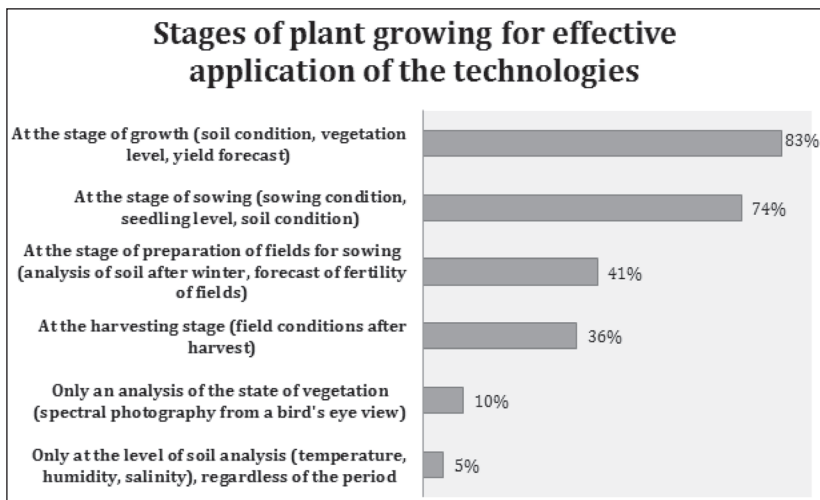 Stages of plant growing for effective
application of the technologies
At the stage of growth (soil condition, vegetation
level, yield forecast)
83%
At the stage of sowing (sowing condition,
seedling level, soil condition)
74%
At the stage of preparation of fields for sowing
(analysis of soil after winter, forecast of fertility
of fields)
41%
At the harvesting stage (field conditions after
harvest)
36%
Only an analysis of the state of vegetation
(spectral photography from a bird's eye view)
10%
Only at the level of soil analysis (temperature,
humidity, salinity), regardless of the period
5%